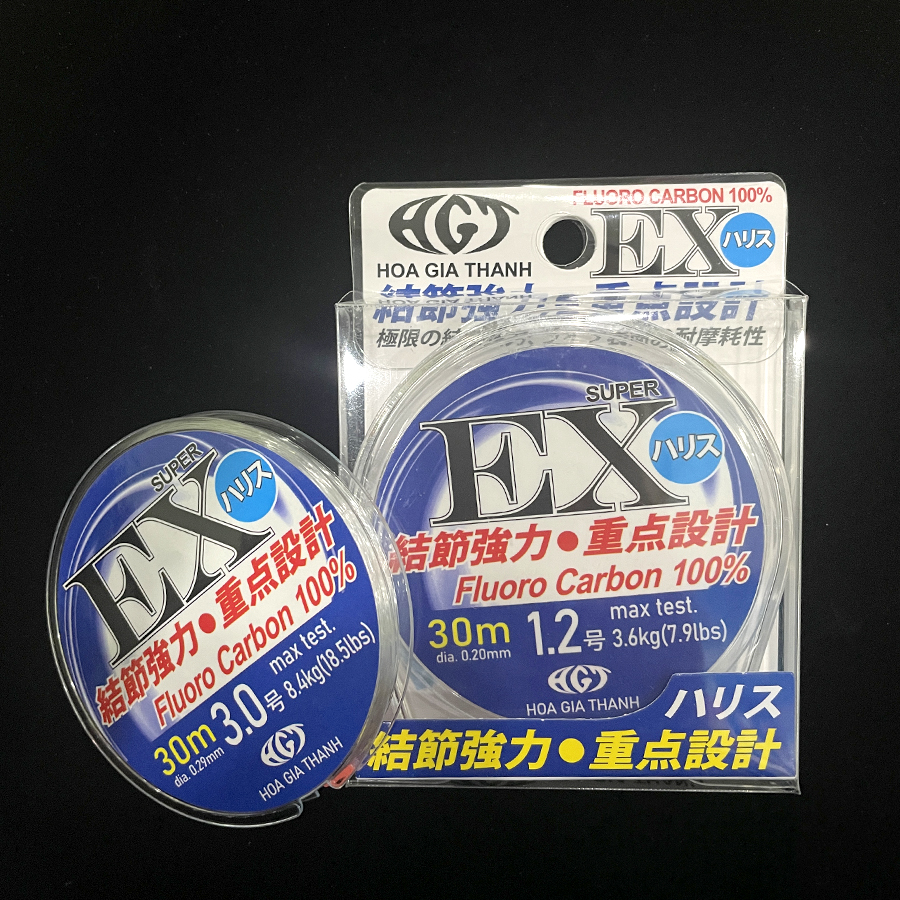 FLUORO CARBON 100%
HGT
EX ハリス
HOA GIA THANH
結節強力 重点設計
極限の結 耐摩耗性
SUPER
EX ハリス
結節強力●重点設計
Fluoro Carbon 100%
30m 1.2号 max test.
dia. 0.20mm 3.6kg(7.9lbs)
HGT
HOA GIA THANH
ハリス
結節強力●重点設計
SUPER
EX ハリス
結節強力●重点設計
Fluoro Carbon 100%
30m 3.0号 max test.
dia. 0.29mm 8.4kg(18.5lbs)
HGT
HOA GIA THANH